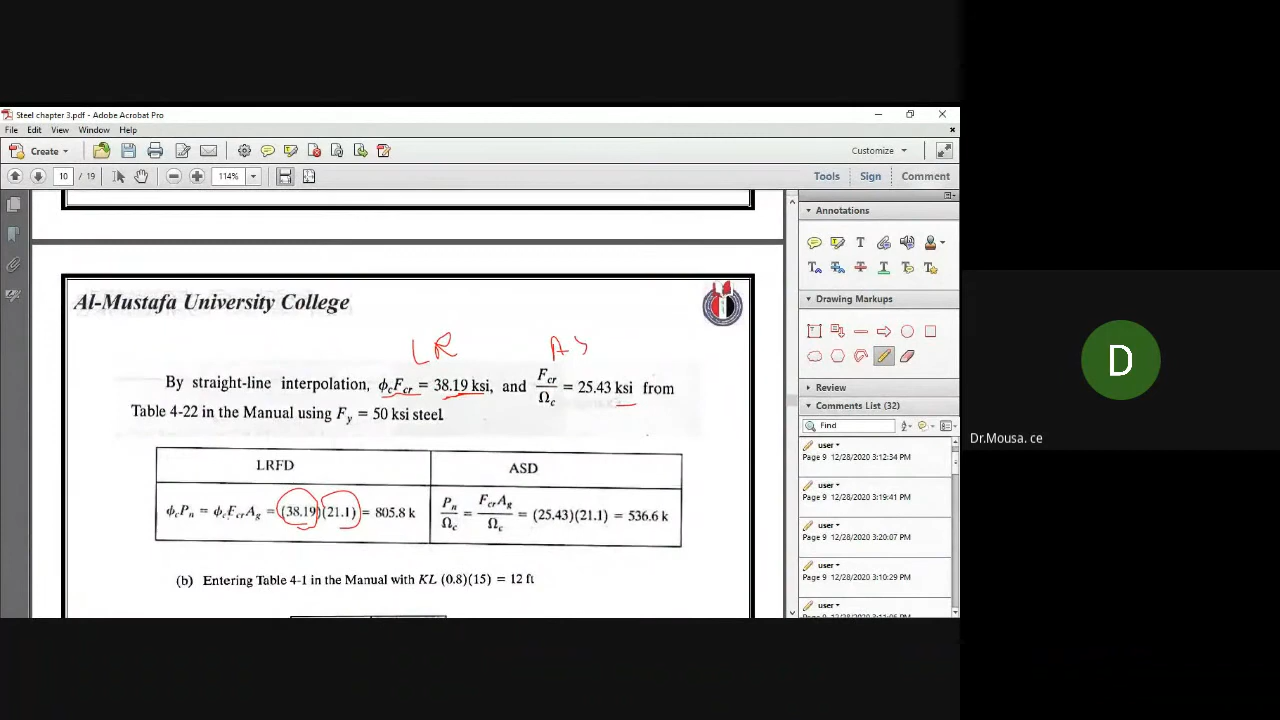 Steel chapter 3.pdf - Adobe Acrobat Pro
File Edit View Window Help
Create Customize
10 / 19 114% Tools Sign Comment
Annotations
Drawing Markups
Review
Comments List (32)
Find
user
Page 9 12/28/2020 3:12:34 PM
user
Page 9 12/28/2020 3:19:41 PM
user
Page 9 12/28/2020 3:20:07 PM
user
Page 9 12/28/2020 3:10:29 PM
user
Al-Mustafa University College
LR AS
By straight-line interpolation, ϕcFcr = 38.19 ksi, and Fcr/Ωc = 25.43 ksi from
Table 4-22 in the Manual using Fy = 50 ksi steel.
LRFD ASD
ϕcPn = ϕcFcrAg = (38.19)(21.1) = 805.8 k Pn/Ωc = FcrAg/Ωc = (25.43)(21.1) = 536.6 k
(b) Entering Table 4-1 in the Manual with KL (0.8)(15) = 12 ft
D
Dr.Mousa. ce